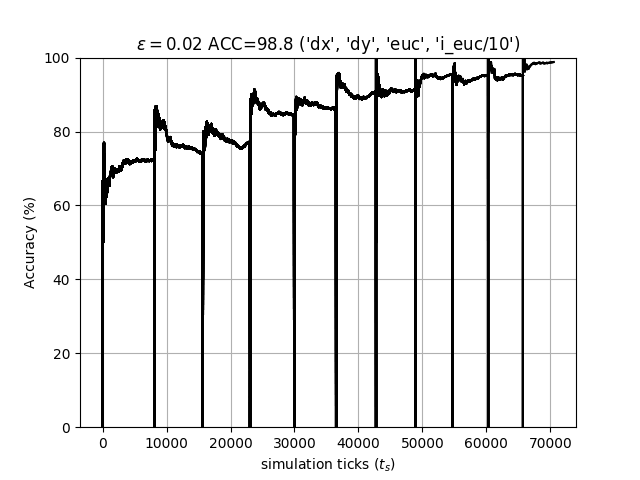 ε = 0.02 ACC=98.8 ('dx', 'dy', 'euc', 'i_euc/10')
100
80
60
40
20
0
Accuracy (%)
0 10000 20000 30000 40000 50000 60000 70000
simulation ticks (tₛ)